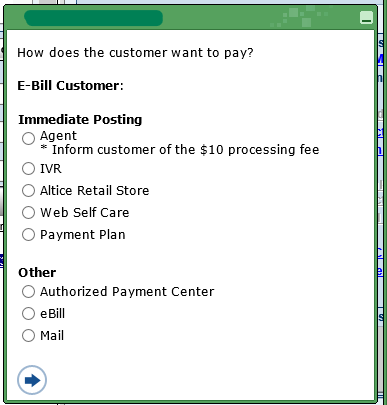 How does the customer want to pay?
E-Bill Customer:
Immediate Posting
Agent
* Inform customer of the $10 processing fee
IVR
Altice Retail Store
Web Self Care
Payment Plan
Other
Authorized Payment Center
eBill
Mail